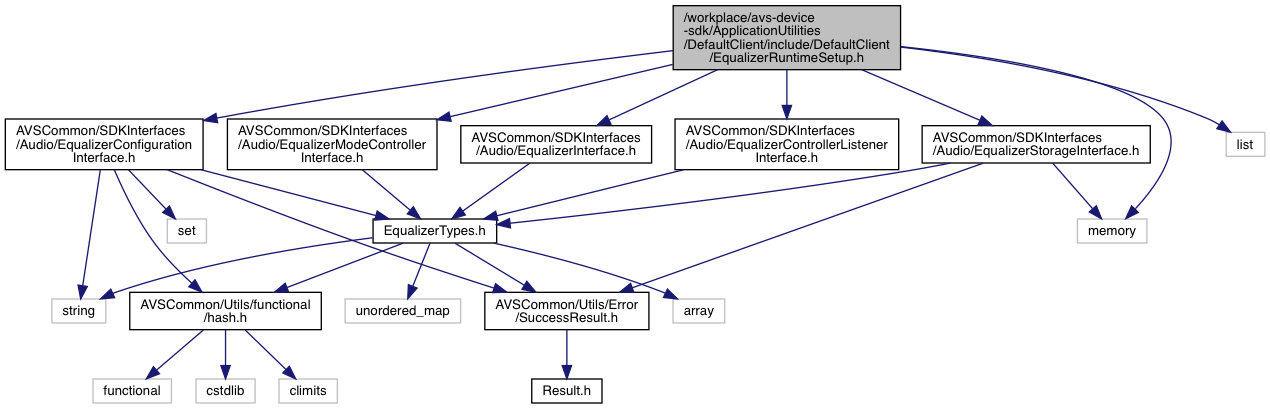 /workplace/avs-device
-sdk/ApplicationUtilities
/DefaultClient/include/DefaultClient
/EqualizerRuntimeSetup.h
AVSCommon/SDKInterfaces
/Audio/EqualizerConfiguration
Interface.h
AVSCommon/SDKInterfaces
/Audio/EqualizerModeController
Interface.h
AVSCommon/SDKInterfaces
/Audio/EqualizerInterface.h
AVSCommon/SDKInterfaces
/Audio/EqualizerControllerListener
Interface.h
AVSCommon/SDKInterfaces
/Audio/EqualizerStorageInterface.h
list
set
EqualizerTypes.h
memory
string
AVSCommon/Utils/functional
/hash.h
unordered_map
AVSCommon/Utils/Error
/SuccessResult.h
array
functional
cstdlib
climits
Result.h